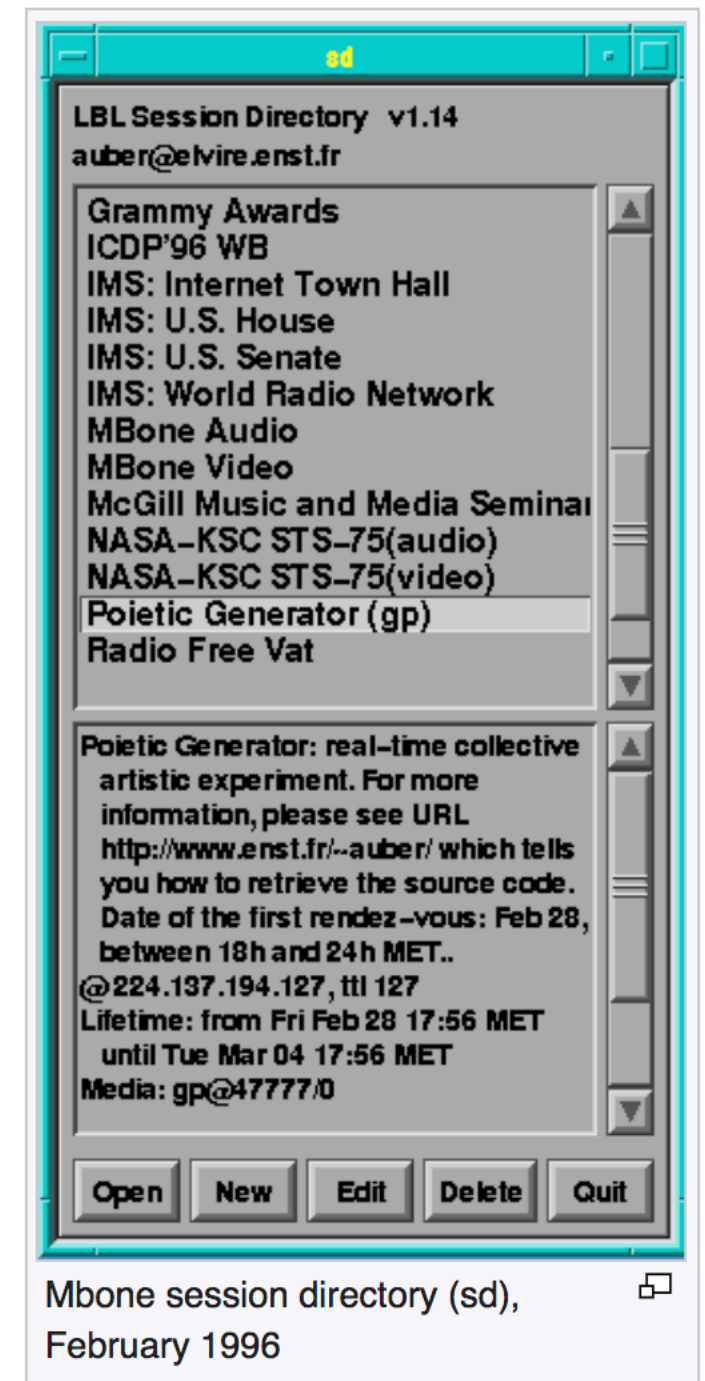 sd
LBL Session Directory v1.14
auber@elvire.enst.fr
Grammy Awards
ICDP'96 WB
IMS: Internet Town Hall
IMS: U.S. House
IMS: U.S. Senate
IMS: World Radio Network
MBone Audio
MBone Video
McGill Music and Media Seminar
NASA-KSC STS-75(audio)
NASA-KSC STS-75(video)
Poietic Generator (gp)
Radio Free Vat
Poietic Generator: real-time collective
artistic experiment. For more
information, please see URL
http://www.enst.fr/~auber/ which tells
you how to retrieve the source code.
Date of the first rendez-vous: Feb 28,
between 18h and 24h MET..
@224.137.194.127, ttl 127
Lifetime: from Fri Feb 28 17:56 MET
until Tue Mar 04 17:56 MET
Media: gp@47777/0
Open New Edit Delete Quit
Mbone session directory (sd),
February 1996